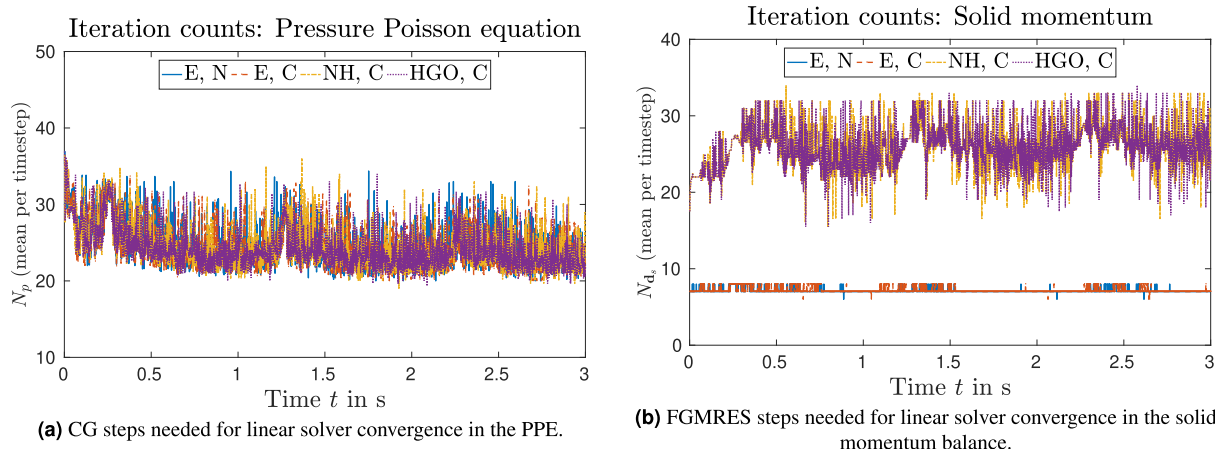 Iteration counts: Pressure Poisson equation
50
40
30
20
10
N_p (mean per timestep)
E, N
E, C
NH, C
HGO, C
0 0.5 1 1.5 2 2.5 3
Time t in s
(a) CG steps needed for linear solver convergence in the PPE.
Iteration counts: Solid momentum
40
30
20
10
0
N_{d_s} (mean per timestep)
E, N
E, C
NH, C
HGO, C
0 0.5 1 1.5 2 2.5 3
Time t in s
(b) FGMRES steps needed for linear solver convergence in the solid
momentum balance.